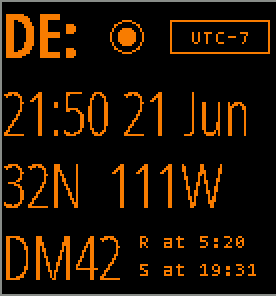 DE: UTC-7
21:50 21 Jun
32N 111W
DM42 R at 5:20
S at 19:31